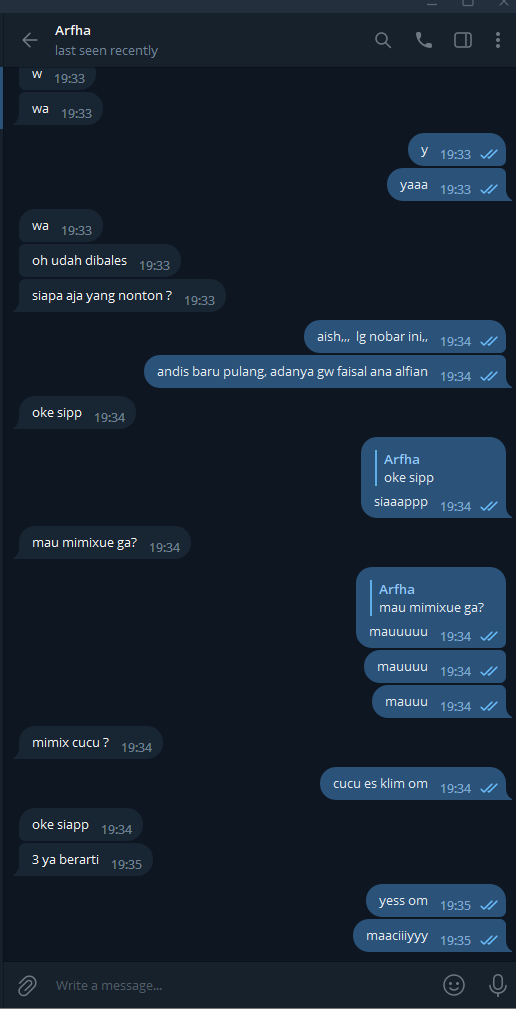 Arfha
last seen recently
w 19:33
wa 19:33
y 19:33
yaaa 19:33
wa 19:33
oh udah dibales 19:33
siapa aja yang nonton ? 19:33
aish,,, lg nobar ini,, 19:34
andis baru pulang, adanya gw faisal ana alfian 19:34
oke sipp 19:34
Arfha
oke sipp
siaaappp 19:34
mau mimixue ga? 19:34
Arfha
mau mimixue ga?
mauuuuu 19:34
mauuuu 19:34
mauuu 19:34
mimix cucu ? 19:34
cucu es klim om 19:34
oke siapp 19:34
3 ya berarti 19:35
yess om 19:35
maaciiiyyy 19:35
Write a message...